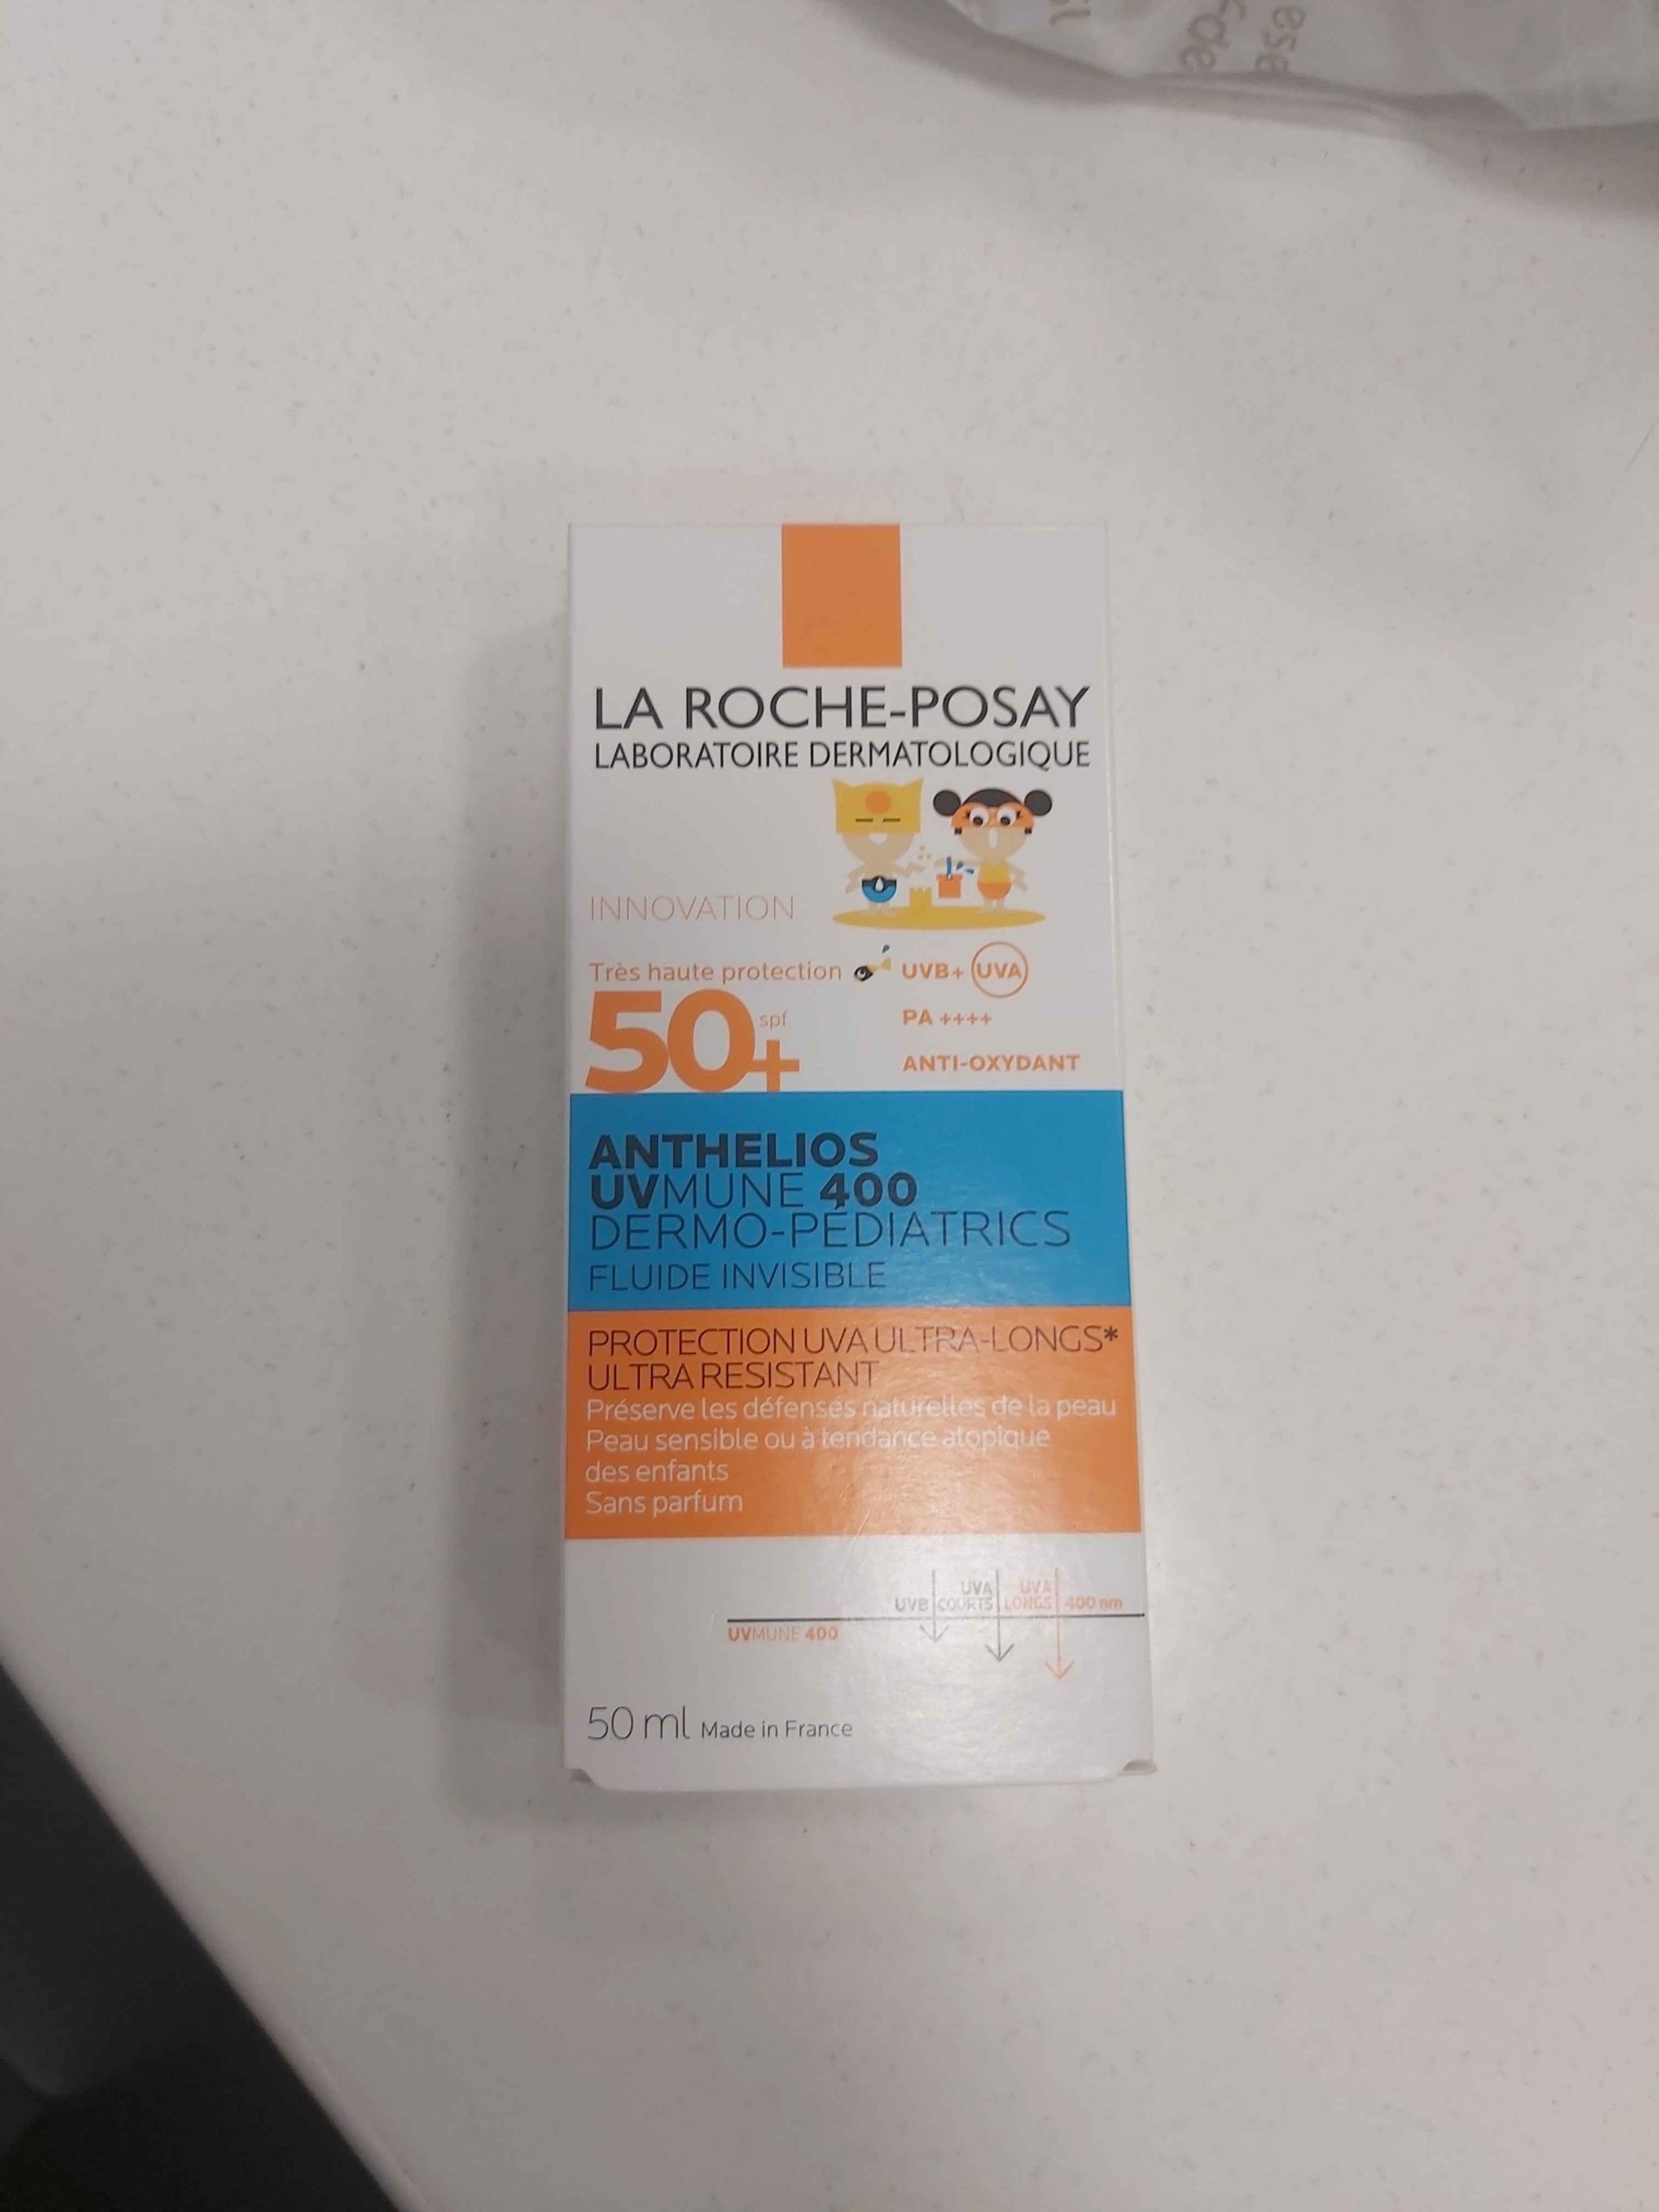 LA ROCHE-POSAY
LABORATOIRE DERMATOLOGIQUE
INNOVATION
Très haute protection UVB+ UVA
50+ spf
PA ++++
ANTI-OXYDANT
ANTHELIOS
UVMUNE 400
DERMO-PÉDIATRICS
FLUIDE INVISIBLE
PROTECTION UVA ULTRA-LONGS*
ULTRA RESISTANT
Préserve les défenses naturelles de la peau
Peau sensible ou à tendance atopique
des enfants
Sans parfum
UVB UVA COURTS UVA LONGS 400 nm
UVMUNE 400
50 ml Made in France